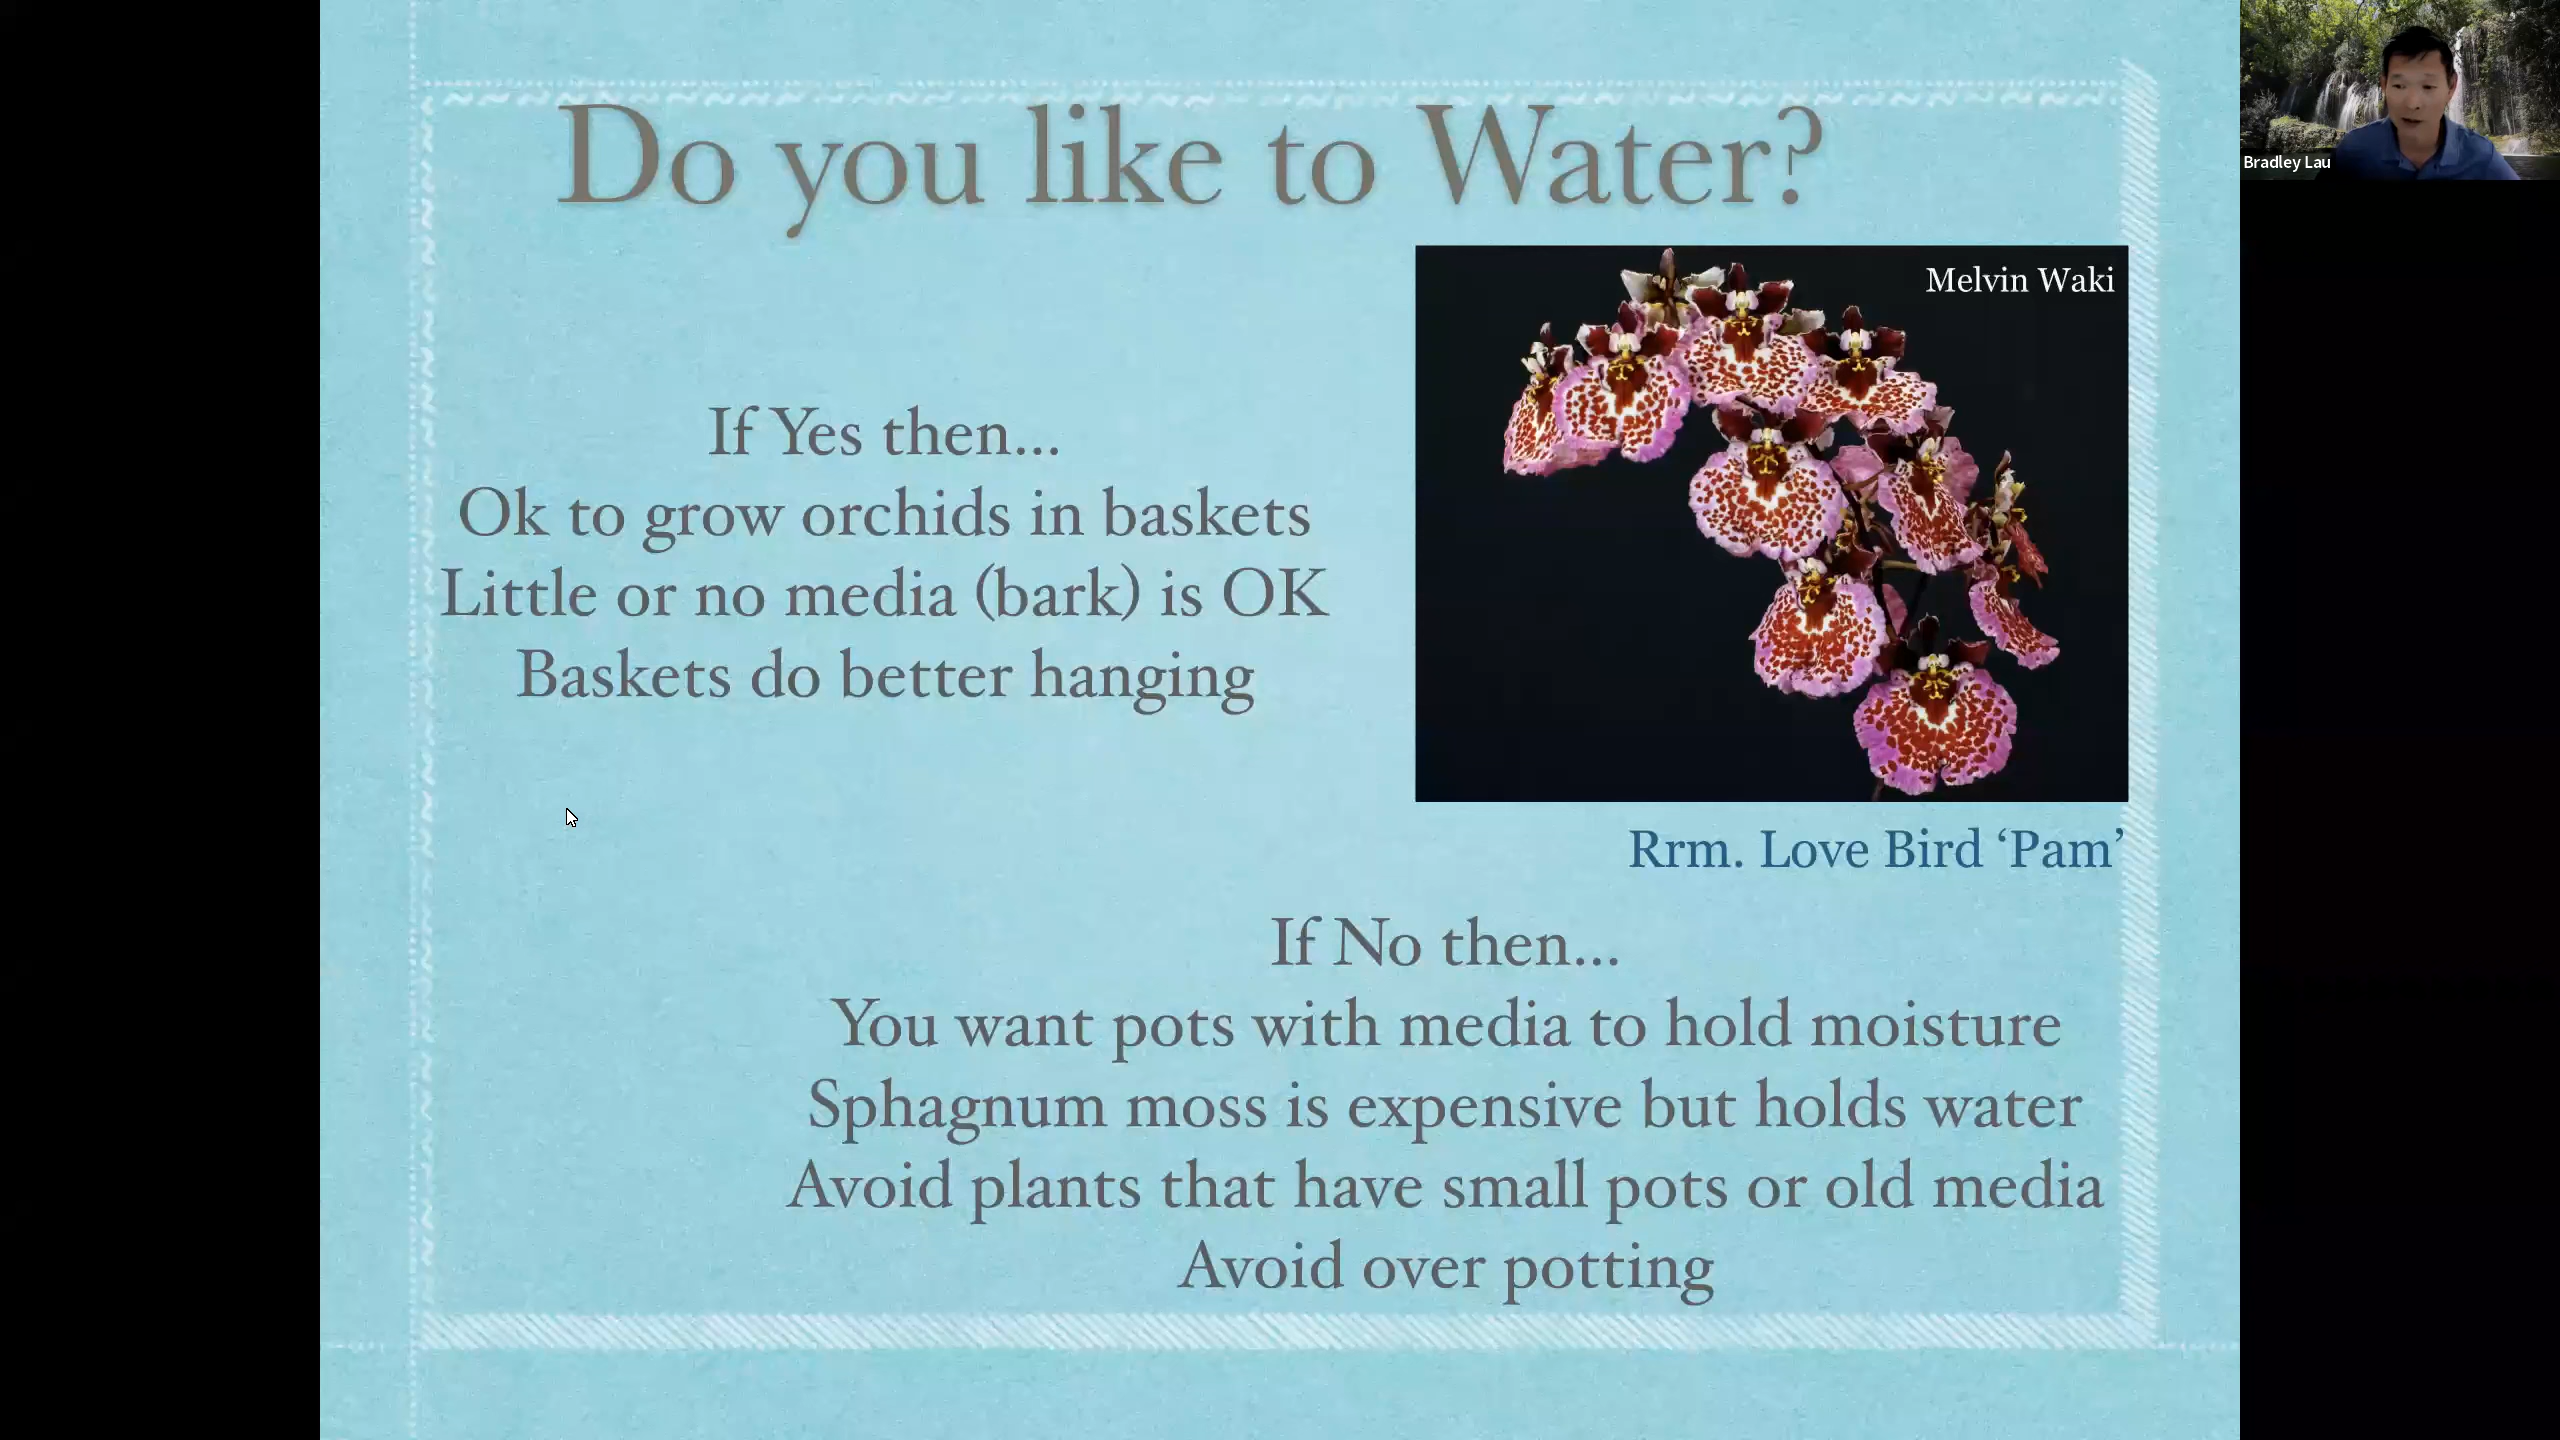 Do you like to Water?
Bradley Lau
Melvin Waki
If Yes then...
Ok to grow orchids in baskets
Little or no media (bark) is OK
Baskets do better hanging
Rrm. Love Bird ‘Pam’
If No then...
You want pots with media to hold moisture
Sphagnum moss is expensive but holds water
Avoid plants that have small pots or old media
Avoid over potting